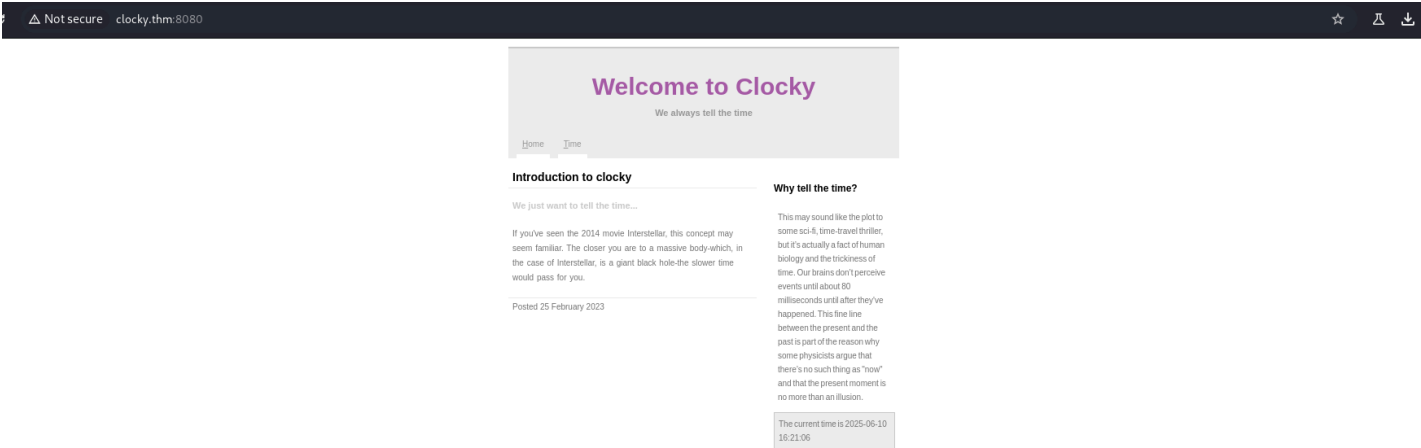 Not secure clocky.thm:8080
Welcome to Clocky
We always tell the time
Home Time
Introduction to clocky
We just want to tell the time...
If you've seen the 2014 movie Interstellar, this concept may
seem familiar. The closer you are to a massive body-which, in
the case of Interstellar, is a giant black hole-the slower time
would pass for you.
Posted 25 February 2023
Why tell the time?
This may sound like the plot to
some sci-fi, time-travel thriller,
but it's actually a fact of human
biology and the trickiness of
time. Our brains don't perceive
events until about 80
milliseconds until after they've
happened. This fine line
between the present and the
past is part of the reason why
some physicists argue that
there's no such thing as "now"
and that the present moment is
no more than an illusion.
The current time is 2025-06-10
16:21:06